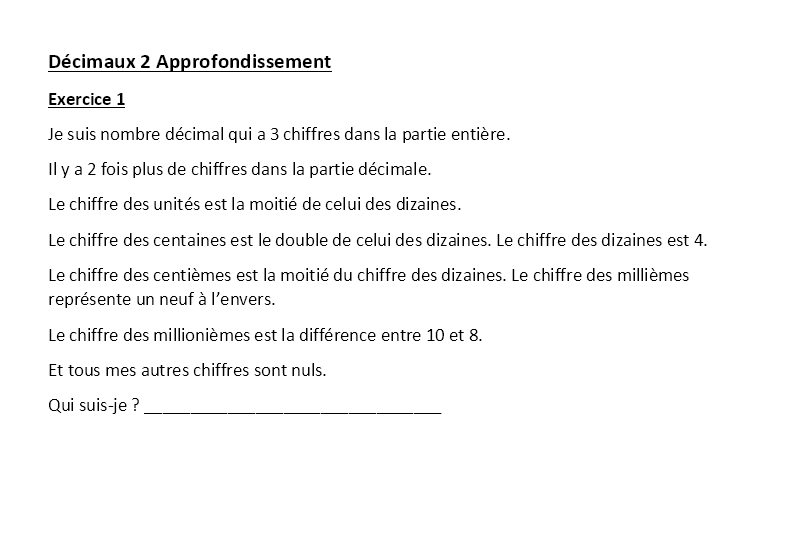 Décimaux 2 Approfondissement
Exercice 1
Je suis nombre décimal qui a 3 chiffres dans la partie entière.
Il y a 2 fois plus de chiffres dans la partie décimale.
Le chiffre des unités est la moitié de celui des dizaines.
Le chiffre des centaines est le double de celui des dizaines. Le chiffre des dizaines est 4.
Le chiffre des centièmes est la moitié du chiffre des dizaines. Le chiffre des millièmes
représente un neuf à l’envers.
Le chiffre des millionièmes est la différence entre 10 et 8.
Et tous mes autres chiffres sont nuls.
Qui suis-je ? ________________________________